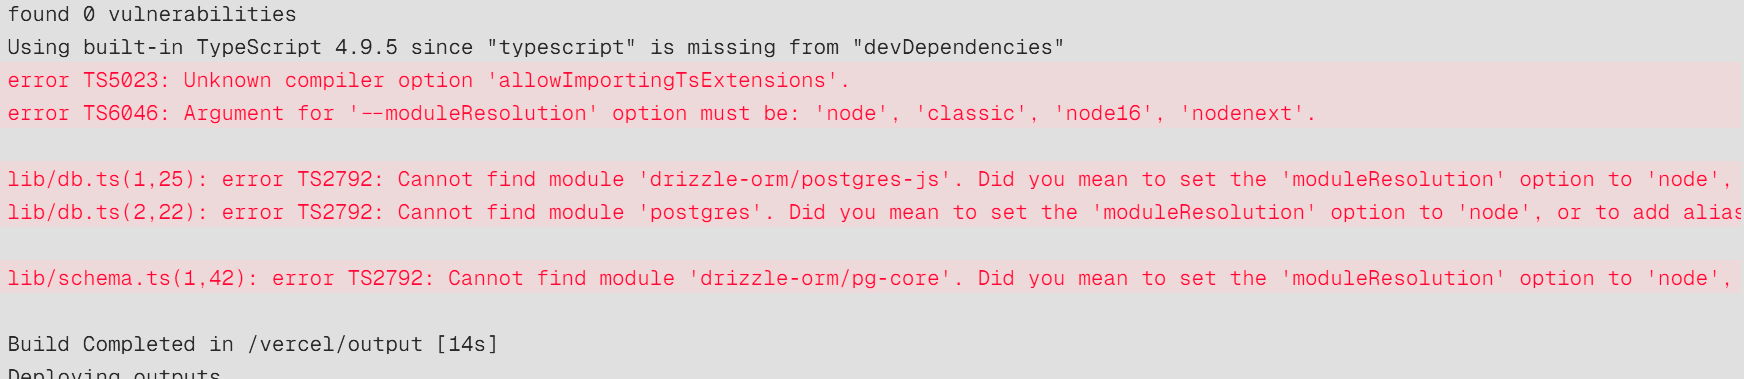 found 0 vulnerabilities
Using built-in TypeScript 4.9.5 since "typescript" is missing from "devDependencies"
error TS5023: Unknown compiler option 'allowImportingTsExtensions'.
error TS6046: Argument for '--moduleResolution' option must be: 'node', 'classic', 'node16', 'nodenext'.
lib/db.ts(1,25): error TS2792: Cannot find module 'drizzle-orm/postgres-js'. Did you mean to set the 'moduleResolution' option to 'node',
lib/db.ts(2,22): error TS2792: Cannot find module 'postgres'. Did you mean to set the 'moduleResolution' option to 'node', or to add alias
lib/schema.ts(1,42): error TS2792: Cannot find module 'drizzle-orm/pg-core'. Did you mean to set the 'moduleResolution' option to 'node',
Build Completed in /vercel/output [14s]
Deploying outputs